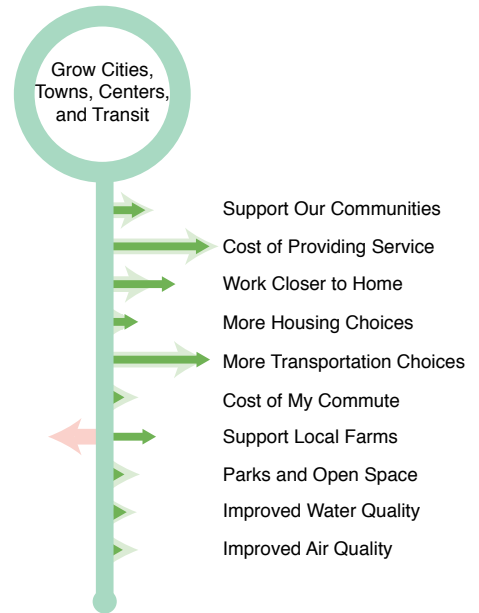 Grow Cities,
Towns, Centers,
and Transit
Support Our Communities
Cost of Providing Service
Work Closer to Home
More Housing Choices
More Transportation Choices
Cost of My Commute
Support Local Farms
Parks and Open Space
Improved Water Quality
Improved Air Quality